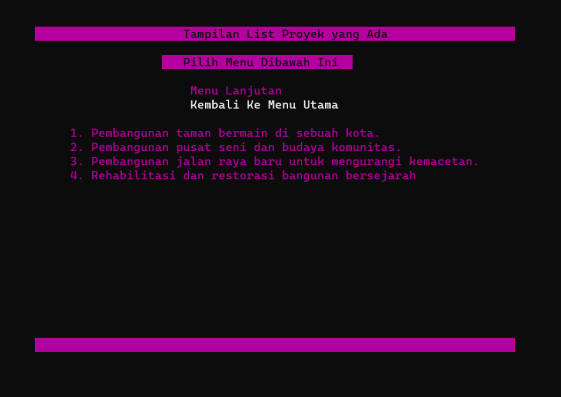 Tampilan List Proyek yang Ada
Pilih Menu Dibawah Ini
Menu Lanjutan
Kembali Ke Menu Utama
1. Pembangunan taman bermain di sebuah kota.
2. Pembangunan pusat seni dan budaya komunitas.
3. Pembangunan jalan raya baru untuk mengurangi kemacetan.
4. Rehabilitasi dan restorasi bangunan bersejarah